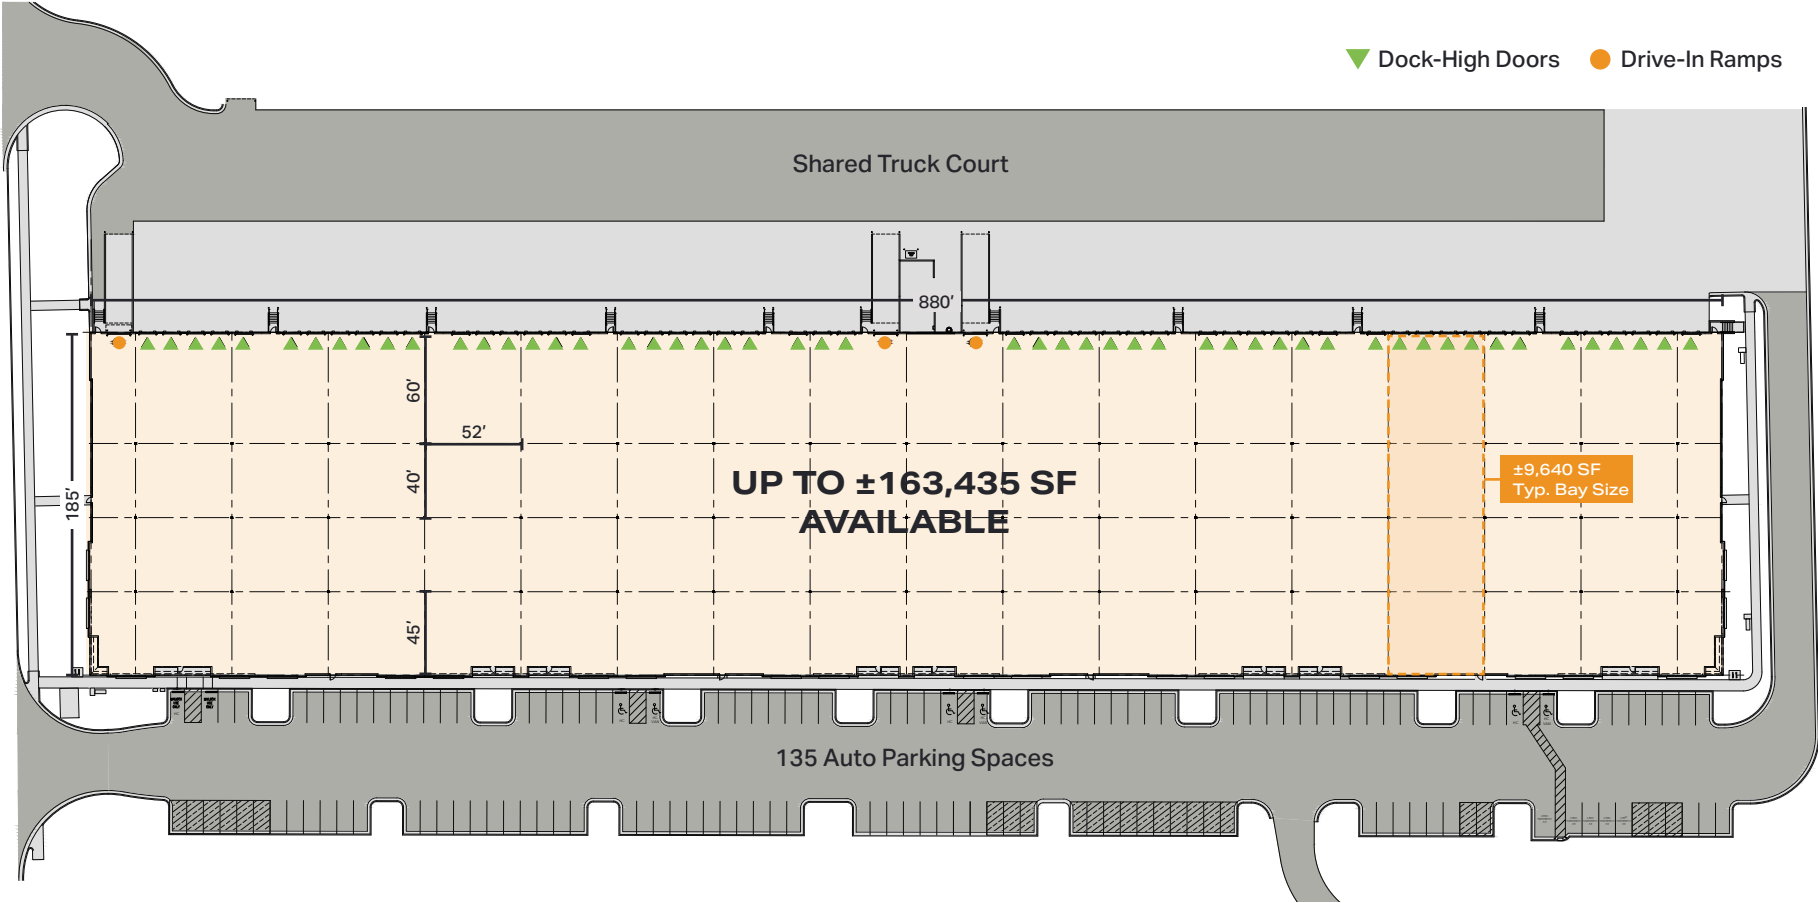 Dock-High Doors
Drive-In Ramps
Shared Truck Court
880′
60′
52′
40′
185′
UP TO ±163,435 SF
AVAILABLE
±9,640 SF
Typ. Bay Size
45′
135 Auto Parking Spaces